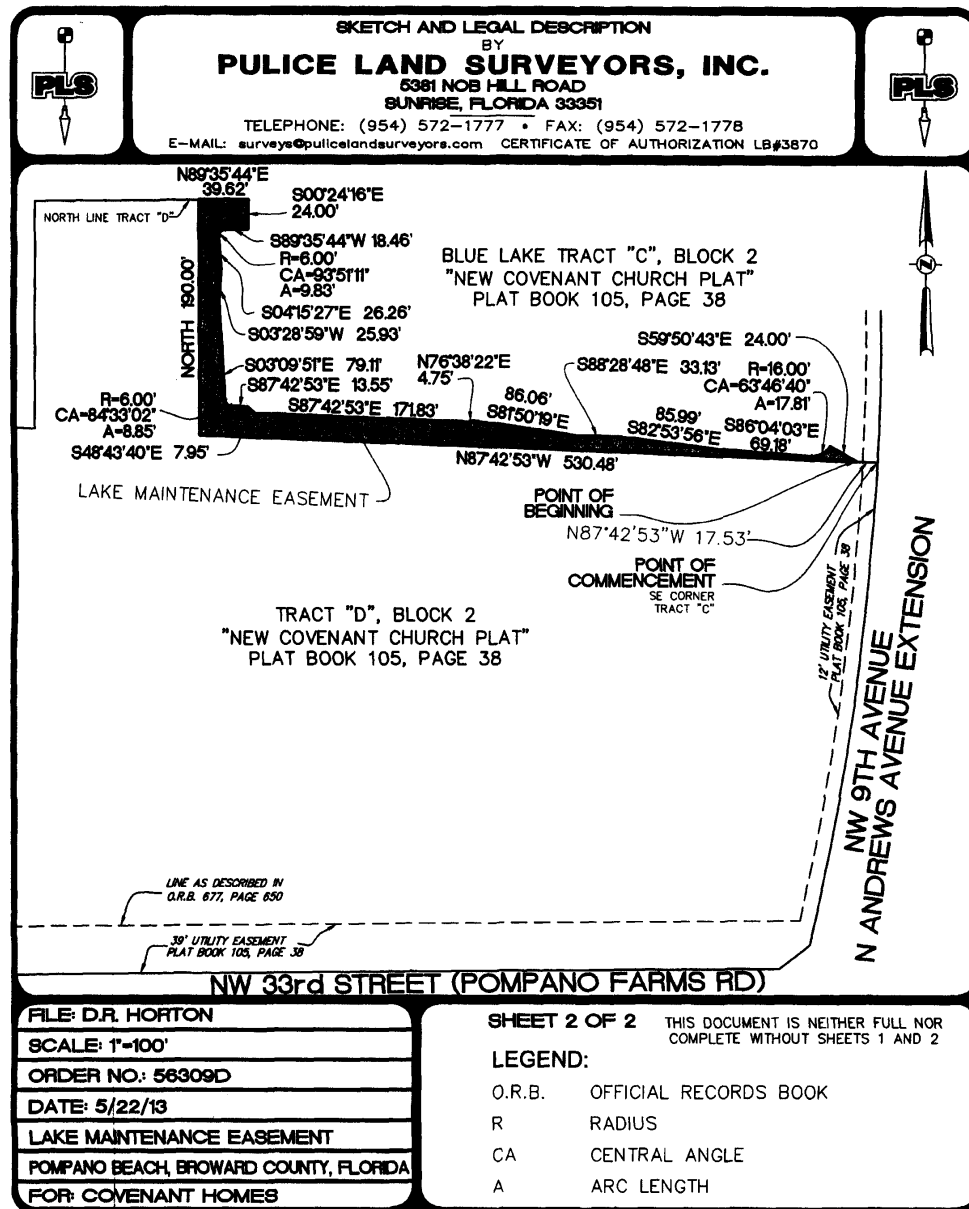 SKETCH AND LEGAL DESCRIPTION
BY
PULICE LAND SURVEYORS, INC.
5381 NOB HILL ROAD
SUNRISE, FLORIDA 33351
TELEPHONE: (954) 572-1777 • FAX: (954) 572-1778
E-MAIL: surveys@pulicelandsurveyors.com CERTIFICATE OF AUTHORIZATION LB#3870
PLS
PLS
N89°35'44"E
39.62'
S00°24'16"E
24.00'
NORTH LINE TRACT "D"
S89°35'44"W 18.46'
R=6.00'
CA=93°51'11"
A=9.83'
S04°15'27"E 26.26'
S03°28'59"W 25.93'
NORTH 190.00'
BLUE LAKE TRACT "C", BLOCK 2
"NEW COVENANT CHURCH PLAT"
PLAT BOOK 105, PAGE 38
N
S03°09'51"E 79.11'
S87°42'53"E 13.55'
S87°42'53"E 171.83'
N76°38'22"E
4.75'
86.06'
S81°50'19"E
S88°28'48"E 33.13'
85.99'
S82°53'56"E
S59°50'43"E 24.00'
R=16.00'
CA=63°46'40"
A=17.81'
S86°04'03"E
69.18'
R=6.00'
CA=84°33'02"
A=8.85'
S48°43'40"E 7.95'
N87°42'53"W 530.48'
LAKE MAINTENANCE EASEMENT
POINT OF
BEGINNING
N87°42'53"W 17.53'
POINT OF
COMMENCEMENT
SE CORNER
TRACT "C"
TRACT "D", BLOCK 2
"NEW COVENANT CHURCH PLAT"
PLAT BOOK 105, PAGE 38
12' UTILITY EASEMENT
PLAT BOOK 105, PAGE 38
NW 9TH AVENUE
N ANDREWS AVENUE EXTENSION
LINE AS DESCRIBED IN
O.R.B. 677, PAGE 650
39' UTILITY EASEMENT
PLAT BOOK 105, PAGE 38
NW 33rd STREET (POMPANO FARMS RD)
FILE: D.R. HORTON
SCALE: 1"=100'
ORDER NO.: 56309D
DATE: 5/22/13
LAKE MAINTENANCE EASEMENT
POMPANO BEACH, BROWARD COUNTY, FLORIDA
FOR: COVENANT HOMES
SHEET 2 OF 2 THIS DOCUMENT IS NEITHER FULL NOR
COMPLETE WITHOUT SHEETS 1 AND 2
LEGEND:
O.R.B. OFFICIAL RECORDS BOOK
R RADIUS
CA CENTRAL ANGLE
A ARC LENGTH